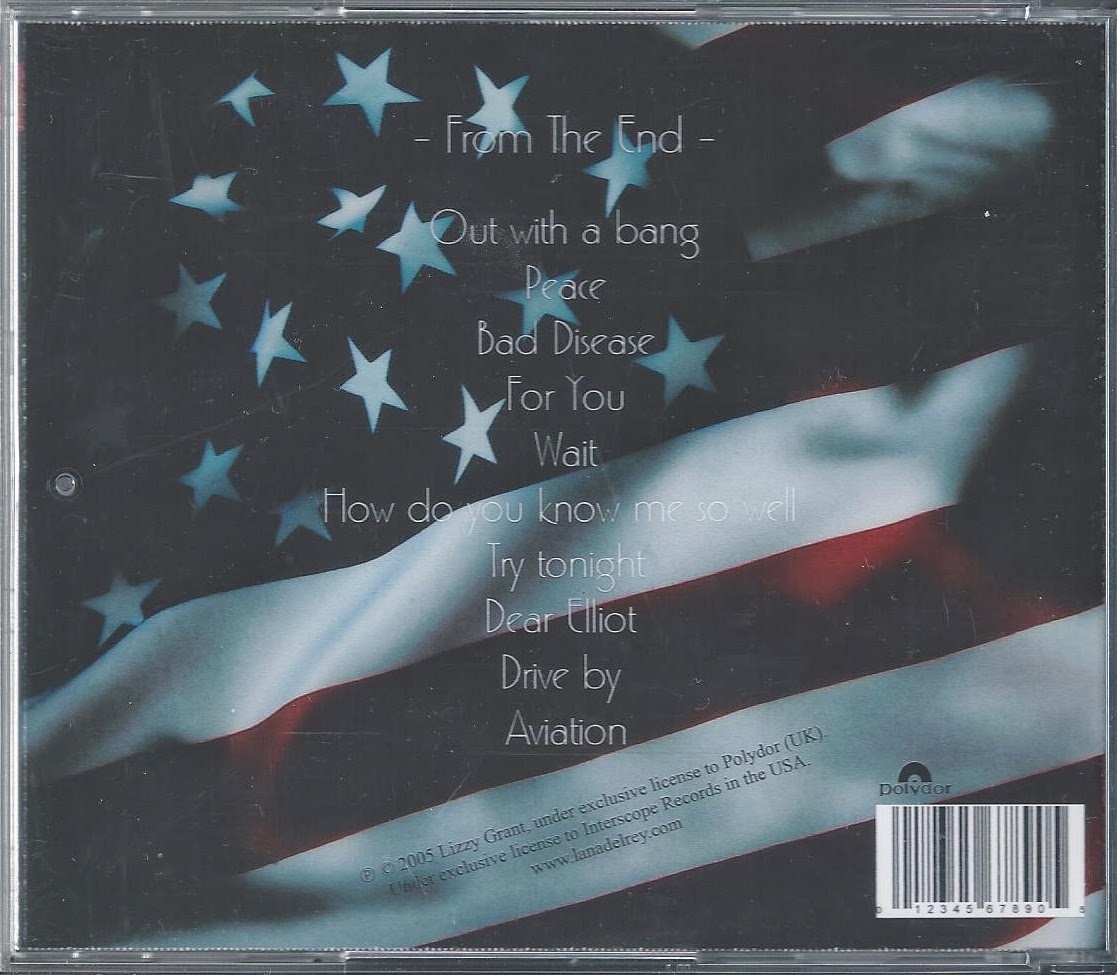 - From The End -
Out with a bang
Peace
Bad Disease
For You
Wait
How do you know me so well
Try tonight
Dear Elliot
Drive by
Aviation
℗ © 2005 Lizzy Grant, under exclusive license to Polydor (UK).
Under exclusive license to Interscope Records in the USA.
www.lanadelrey.com
polydor
0 12345 67890 5